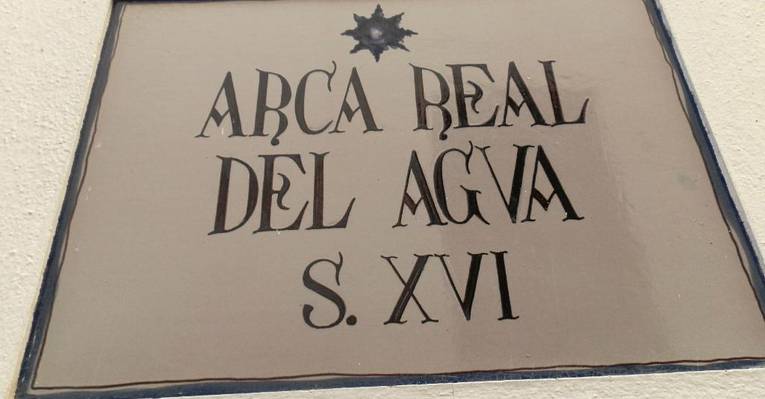 ARCA REAL
DEL AGVA
S. XVI